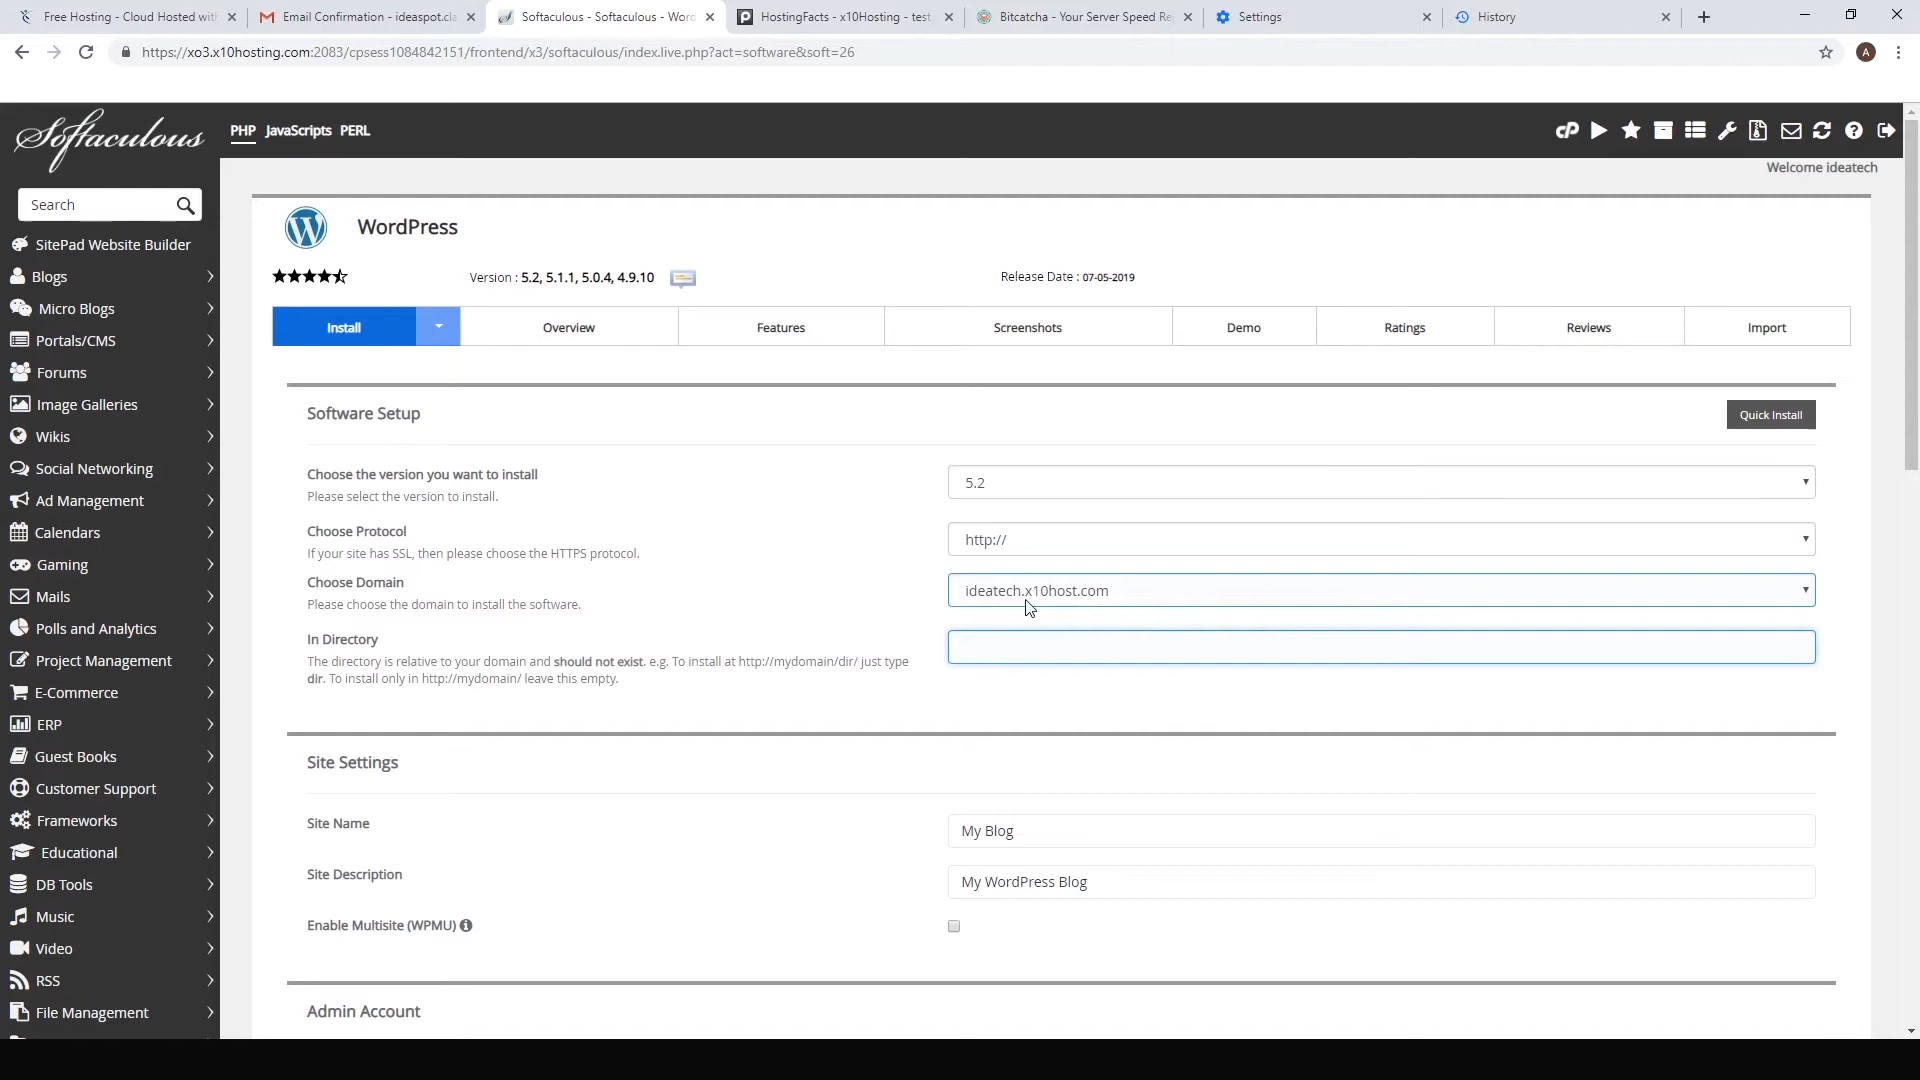 Free Hosting - Cloud Hosted with
Email Confirmation - ideaspot.cla
Softaculous - Softaculous - Word
HostingFacts - x10Hosting - test
Bitcatcha - Your Server Speed Re
Settings
History
https://xo3.x10hosting.com:2083/cpsess1084842151/frontend/x3/softaculous/index.live.php?act=software&soft=26
A
Softaculous
PHP JavaScripts PERL
cP
Welcome ideatech
Search
SitePad Website Builder
Blogs
Micro Blogs
Portals/CMS
Forums
Image Galleries
Wikis
Social Networking
Ad Management
Calendars
Gaming
Mails
Polls and Analytics
Project Management
E-Commerce
ERP
Guest Books
Customer Support
Frameworks
Educational
DB Tools
Music
Video
RSS
File Management
WordPress
Version : 5.2, 5.1.1, 5.0.4, 4.9.10
Release Date : 07-05-2019
Install
Overview
Features
Screenshots
Demo
Ratings
Reviews
Import
Software Setup
Quick Install
Choose the version you want to install
Please select the version to install.
5.2
Choose Protocol
If your site has SSL, then please choose the HTTPS protocol.
http://
Choose Domain
Please choose the domain to install the software.
ideatech.x10host.com
In Directory
The directory is relative to your domain and should not exist. e.g. To install at http://mydomain/dir/ just type
dir. To install only in http://mydomain/ leave this empty.
Site Settings
Site Name
My Blog
Site Description
My WordPress Blog
Enable Multisite (WPMU)
Admin Account